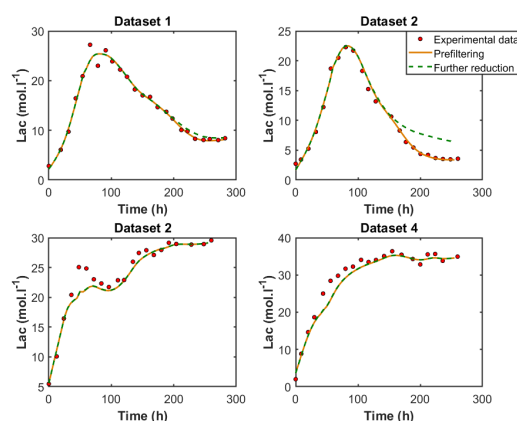 Dataset 1
30
20
10
0
Lac (mol.l⁻¹)
0 100 200 300
Time (h)
Dataset 2
25
20
15
10
5
0
Lac (mol.l⁻¹)
0 100 200 300
Time (h)
Experimental data
Prefiltering
Further reduction
Dataset 2
30
25
20
15
10
5
Lac (mol.l⁻¹)
0 100 200 300
Time (h)
Dataset 4
40
30
20
10
0
Lac (mol.l⁻¹)
0 100 200 300
Time (h)